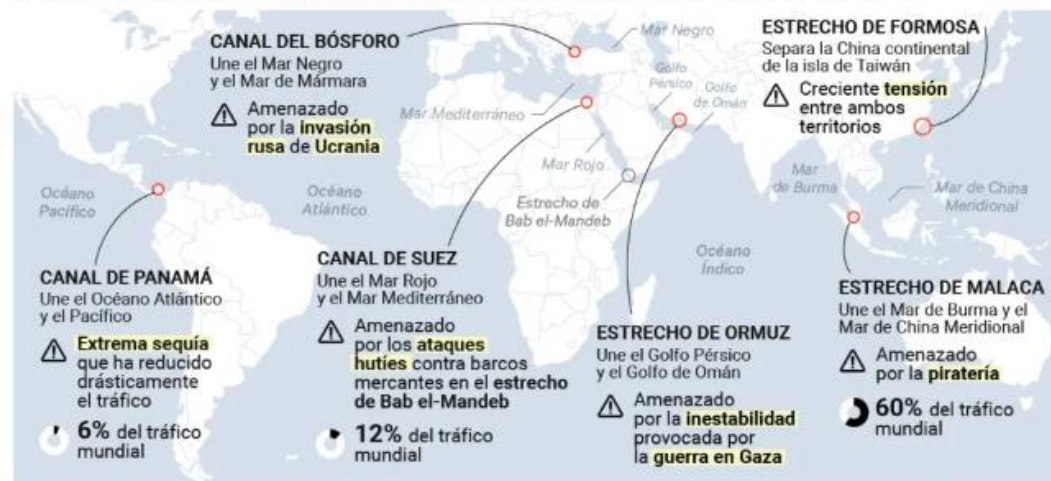 CANAL DEL BÓSFORO
Une el Mar Negro
y el Mar de Mármara
Amenazado
por la invasión
rusa de Ucrania
ESTRECHO DE FORMOSA
Separa la China continental
de la isla de Taiwán
Creciente tensión
entre ambos
territorios
Mar Negro
Golfo
Pérsico
Golfo
de Omán
Mar Mediterráneo
Mar Rojo
Estrecho de
Bab el-Mandeb
Mar
de Burma
Mar de China
Meridional
Océano
Pacífico
Océano
Atlántico
Océano
Índico
CANAL DE PANAMÁ
Une el Océano Atlántico
y el Pacífico
Extrema sequía
que ha reducido
drásticamente
el tráfico
6% del tráfico
mundial
CANAL DE SUEZ
Une el Mar Rojo
y el Mar Mediterráneo
Amenazado
por los ataques
hutíes contra barcos
mercantes en el estrecho
de Bab el-Mandeb
12% del tráfico
mundial
ESTRECHO DE ORMUZ
Une el Golfo Pérsico
y el Golfo de Omán
Amenazado
por la inestabilidad
provocada por
la guerra en Gaza
ESTRECHO DE MALACA
Une el Mar de Burma y el
Mar de China Meridional
Amenazado
por la piratería
60% del tráfico
mundial